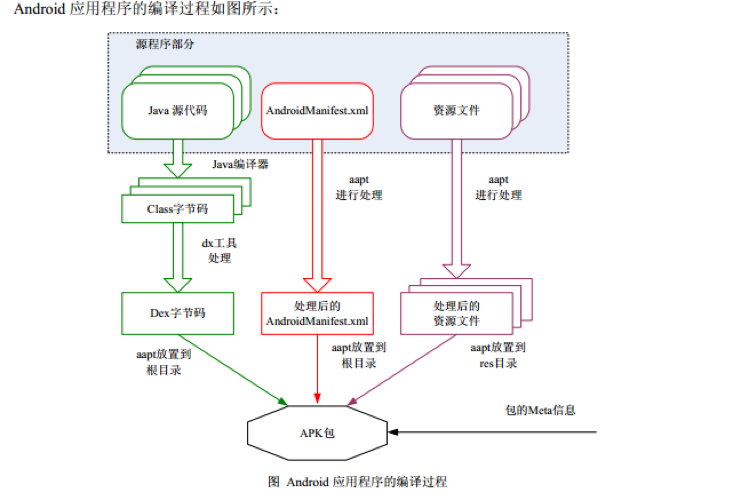 Android 应用程序的编译过程如图所示：
源程序部分
Java 源代码
AndroidManifest.xml
资源文件
Java编译器
aapt
进行处理
aapt
进行处理
Class字节码
dx工具
处理
Dex字节码
处理后的
AndroidManifest.xml
处理后的
资源文件
aapt放置到
根目录
aapt放置到
根目录
aapt放置到
res目录
包的Meta信息
APK包
图 Android 应用程序的编译过程